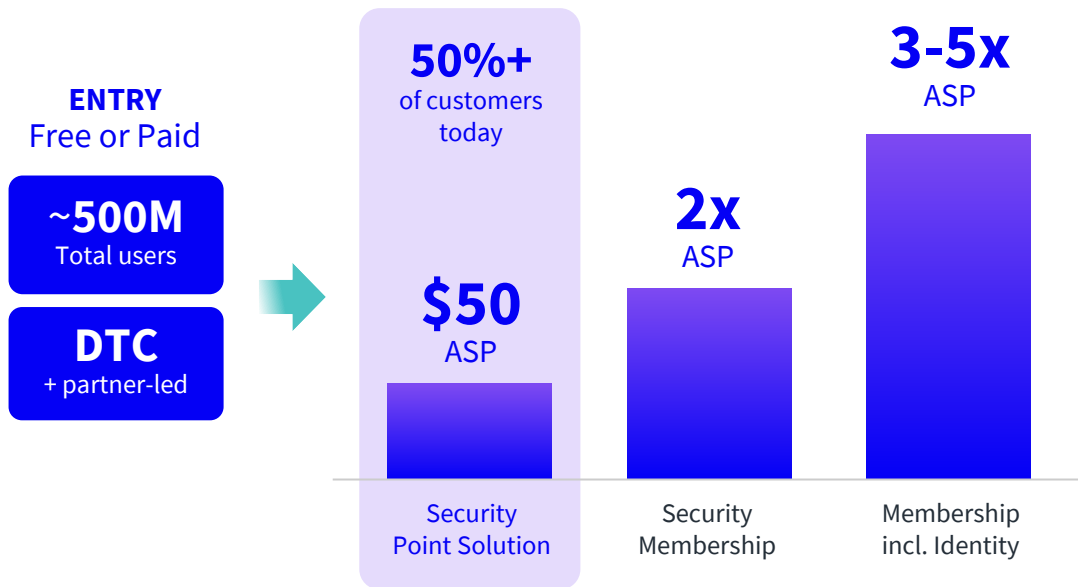 ENTRY
Free or Paid
~500M
Total users
DTC
+ partner-led
50%+
of customers
today
$50
ASP
Security
Point Solution
2x
ASP
Security
Membership
3-5x
ASP
Membership
incl. Identity